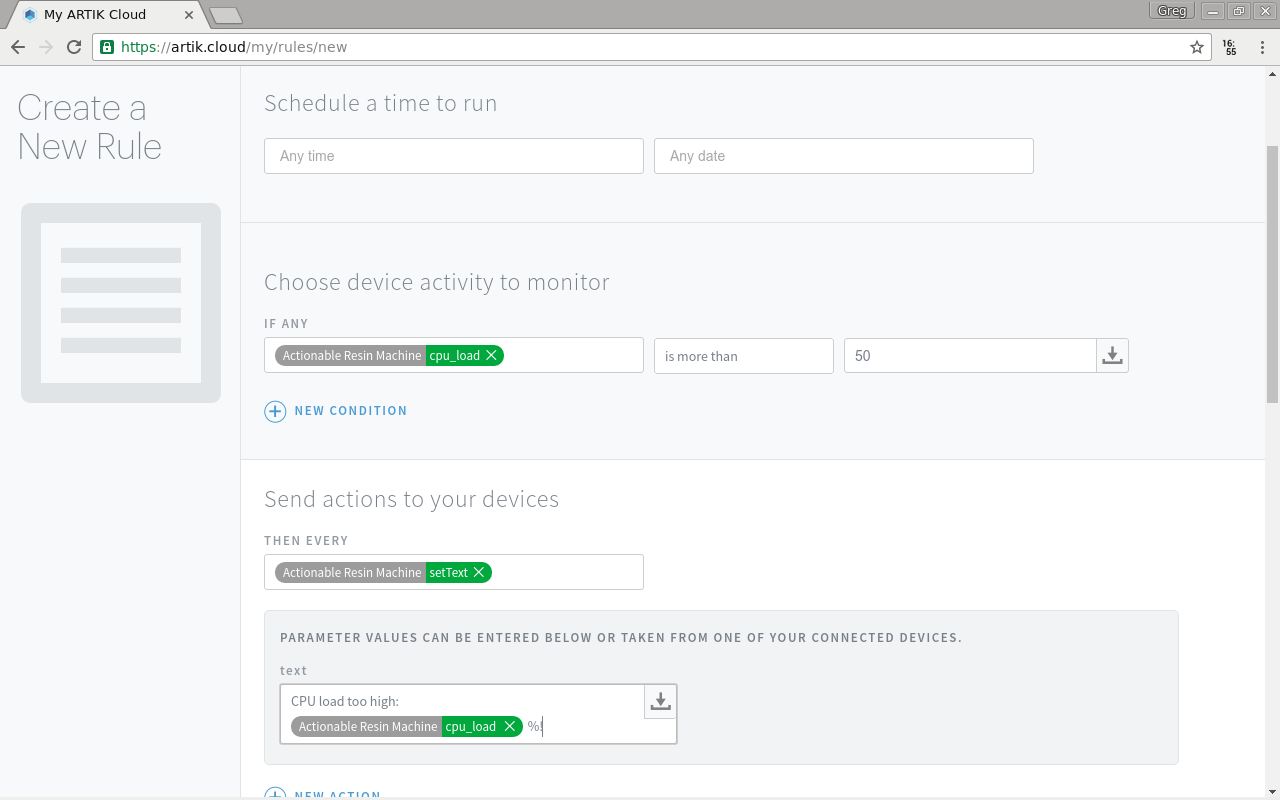 My ARTIK Cloud
Greg
https://artik.cloud/my/rules/new
16:
55
Create a
New Rule
Schedule a time to run
Any time
Any date
Choose device activity to monitor
IF ANY
Actionable Resin Machine cpu_load
is more than
50
NEW CONDITION
Send actions to your devices
THEN EVERY
Actionable Resin Machine setText
PARAMETER VALUES CAN BE ENTERED BELOW OR TAKEN FROM ONE OF YOUR CONNECTED DEVICES.
text
CPU load too high:
Actionable Resin Machine cpu_load %!
NEW ACTION